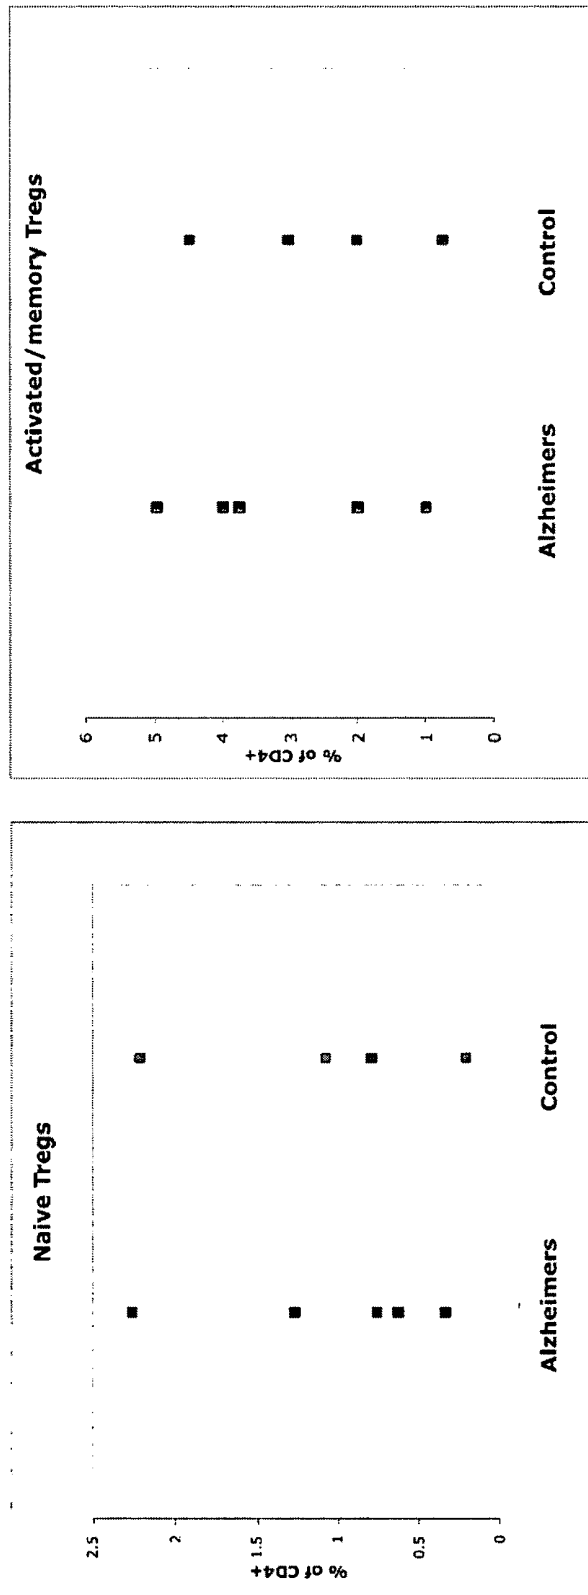 Naive Tregs
% of CD4+
2.5
2
1.5
1
0.5
0
Alzheimers
Control
Activated/memory Tregs
% of CD4+
6
5
4
3
2
1
0
Alzheimers
Control